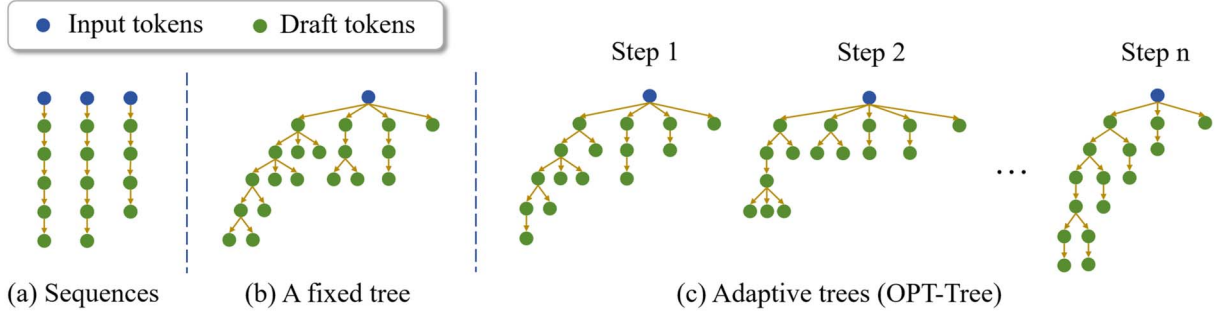 Input tokens
Draft tokens
Step 1
Step 2
Step n
...
(a) Sequences
(b) A fixed tree
(c) Adaptive trees (OPT-Tree)